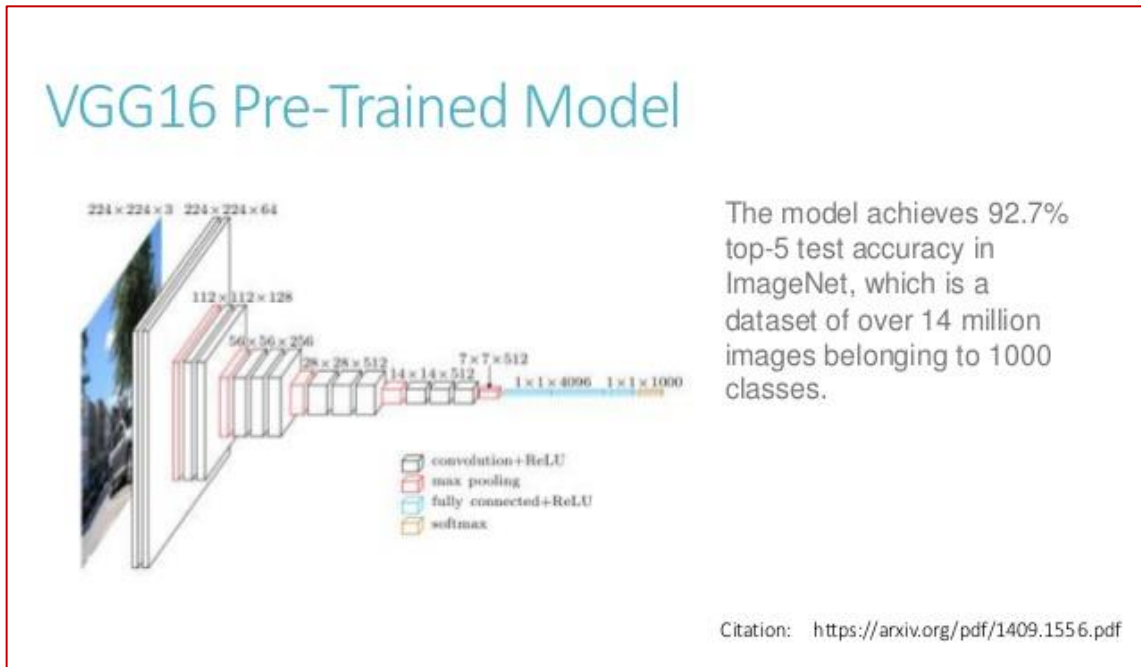 VGG16 Pre-Trained Model
224×224×3 224×224×64
112×112×128
56×56×256
28×28×512
14×14×512
7×7×512
1×1×4096 1×1×1000
convolution+ReLU
max pooling
fully connected+ReLU
softmax
The model achieves 92.7%
top-5 test accuracy in
ImageNet, which is a
dataset of over 14 million
images belonging to 1000
classes.
Citation: https://arxiv.org/pdf/1409.1556.pdf